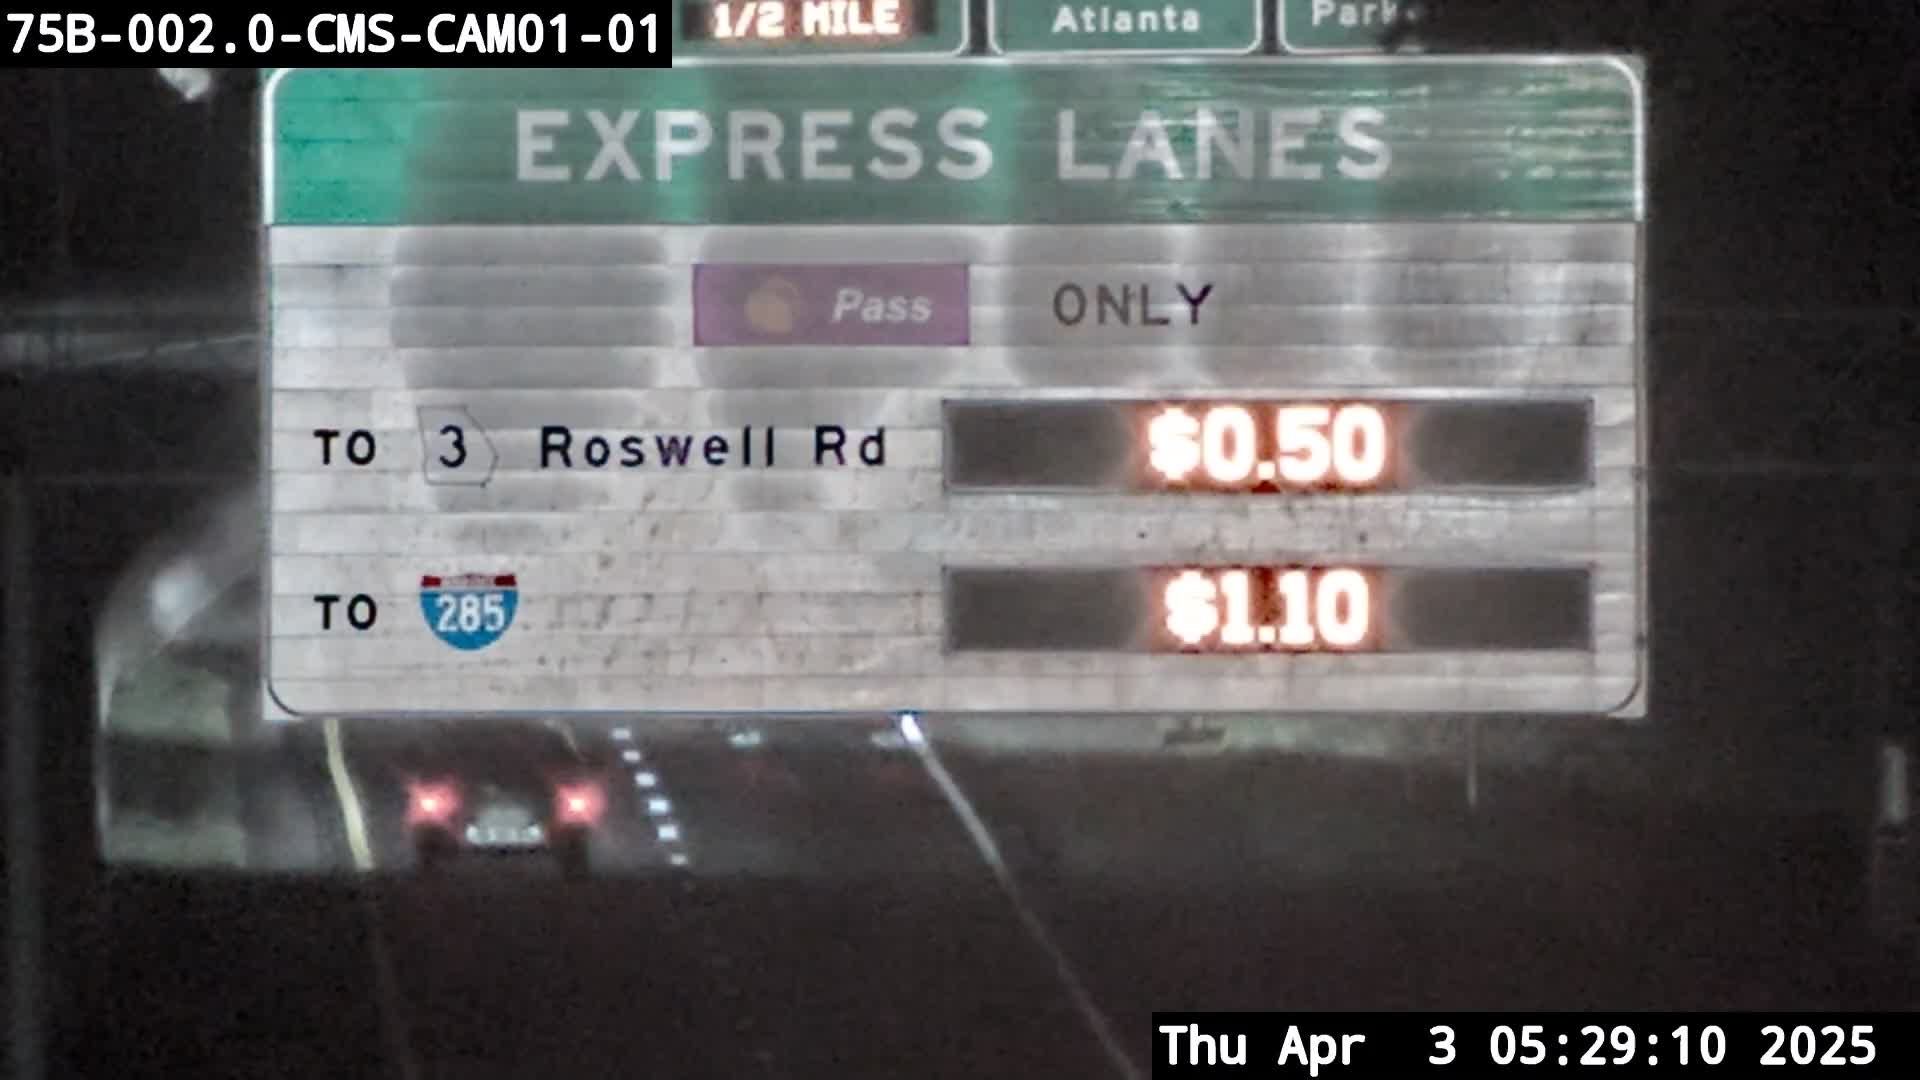 75B-002.0-CMS-CAM01-01
1/2 MILE
Atlanta
Park
EXPRESS LANES
Pass ONLY
TO 3 Roswell Rd $0.50
TO 285 $1.10
Thu Apr 3 05:29:10 2025